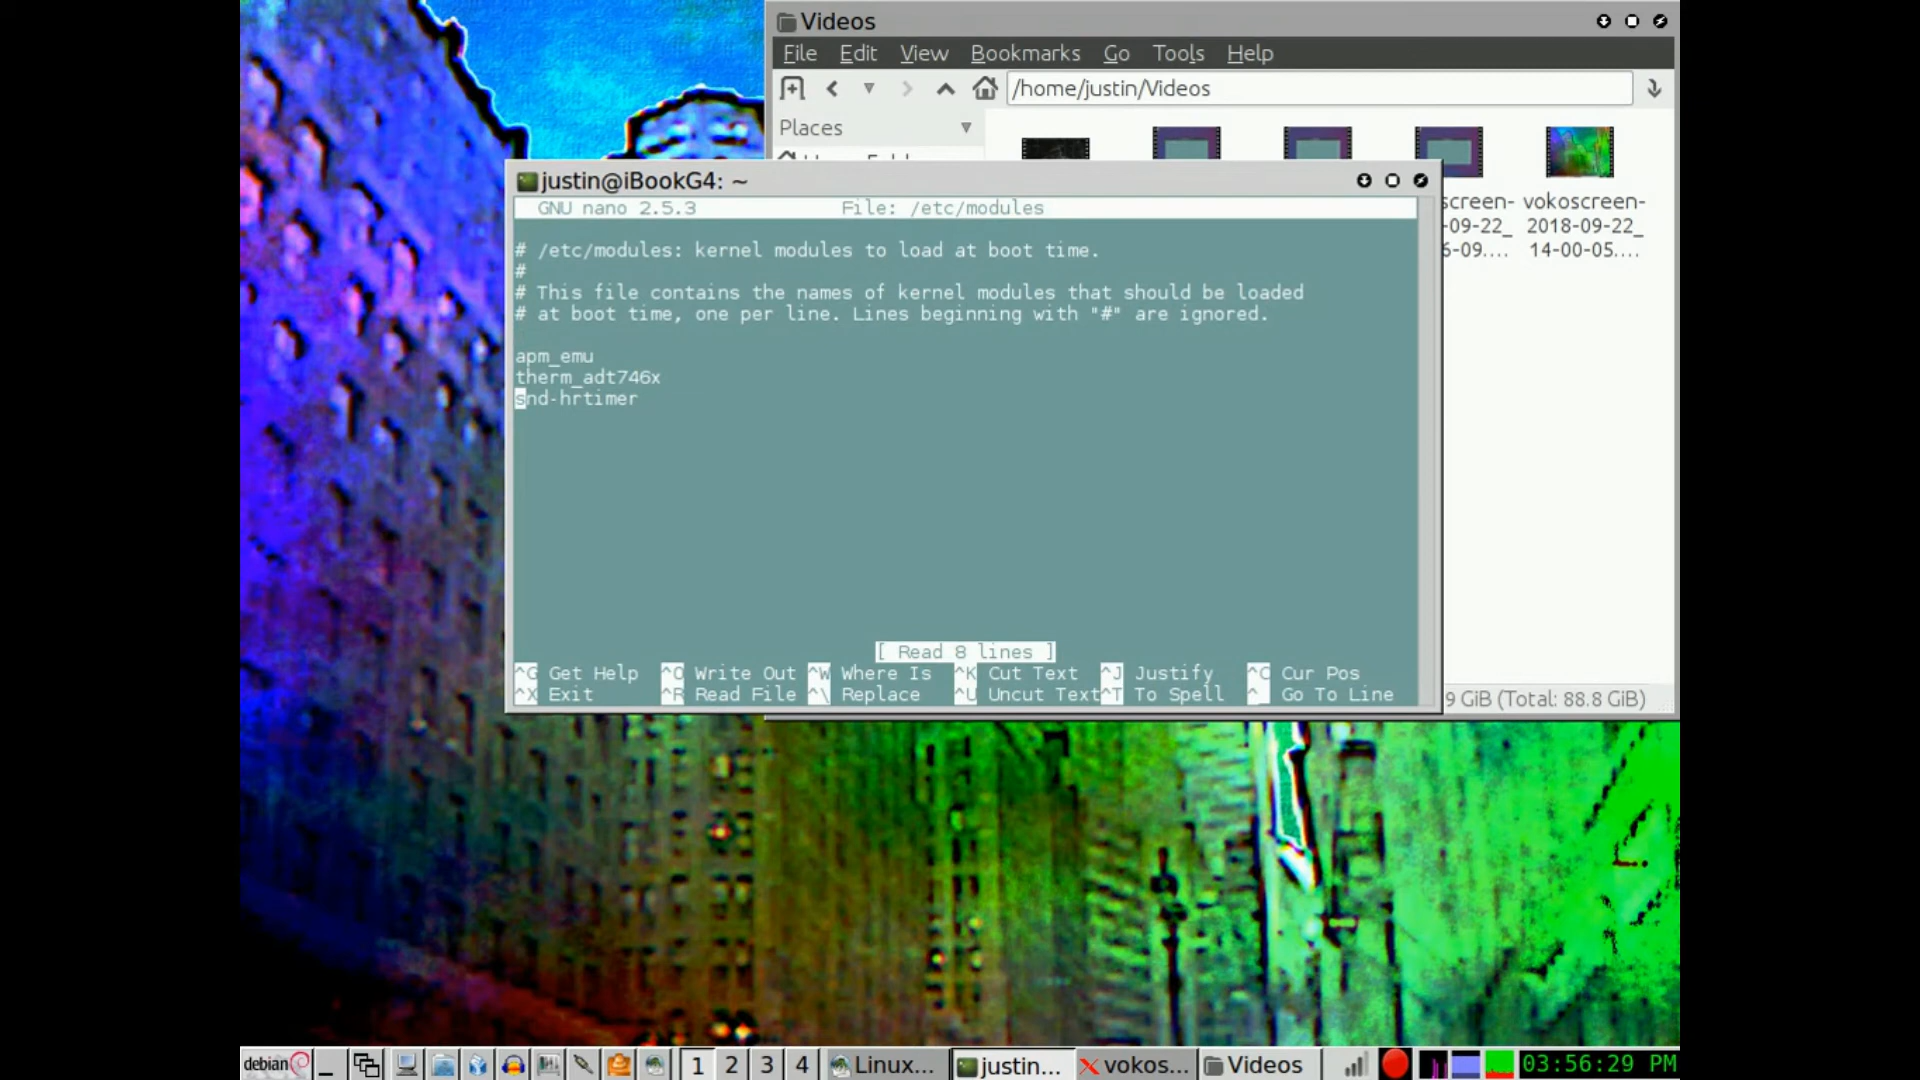 Videos
File Edit View Bookmarks Go Tools Help
/home/justin/Videos
Places
justin@iBookG4: ~
GNU nano 2.5.3 File: /etc/modules
# /etc/modules: kernel modules to load at boot time.
#
# This file contains the names of kernel modules that should be loaded
# at boot time, one per line. Lines beginning with "#" are ignored.
apm_emu
therm_adt746x
snd-hrtimer
screen- vokoscreen-
-09-22_ 2018-09-22_
6-09.... 14-00-05....
[ Read 8 lines ]
^G Get Help ^O Write Out ^W Where Is ^K Cut Text ^J Justify ^C Cur Pos
^X Exit ^R Read File ^\ Replace ^U Uncut Text ^T To Spell ^_ Go To Line
9 GiB (Total: 88.8 GiB)
debian 1 2 3 4 Linux... justin... vokos... Videos 03:56:29 PM